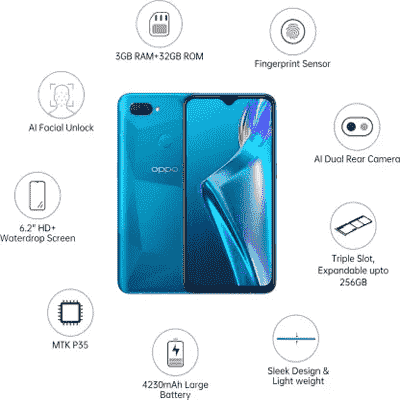 3GB RAM+32GB ROM
Fingerprint Sensor
AI Facial Unlock
oppo
AI Dual Rear Camera
6.2" HD+
Waterdrop Screen
Triple Slot,
Expandable upto
256GB
MTK P35
4230mAh Large
Battery
Sleek Design &
Light weight